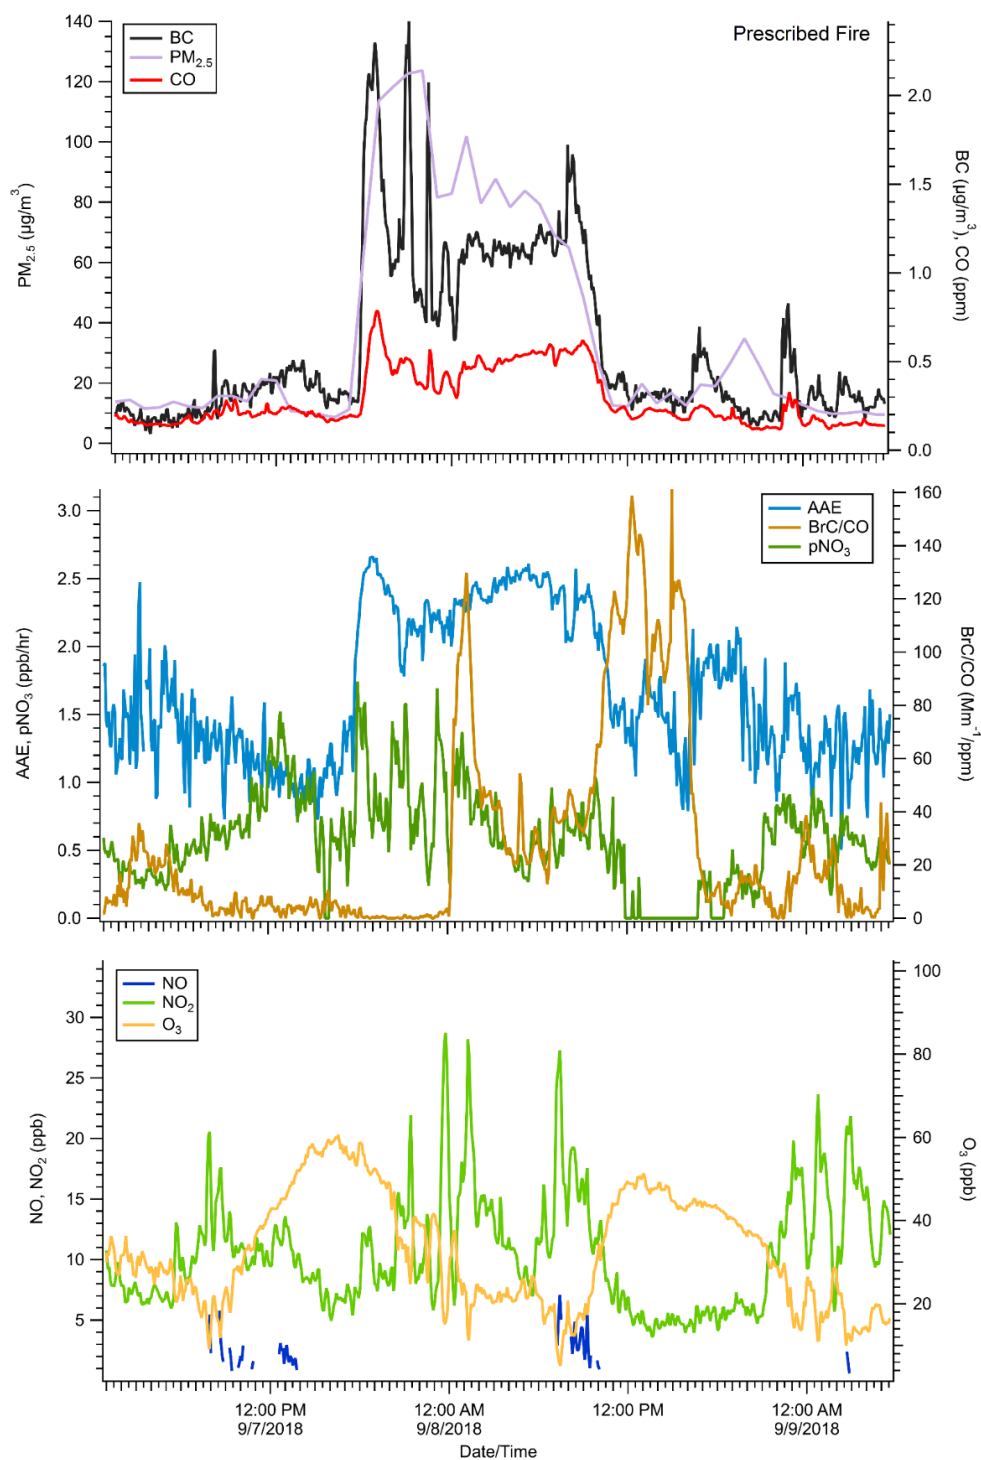 Prescribed Fire
BC
PM2.5
CO
140
120
100
80
60
40
20
0
PM2.5 (µg/m3)
2.0
1.5
1.0
0.5
0.0
BC (µg/m3), CO (ppm)
AAE
BrC/CO
pNO3
3.0
2.5
2.0
1.5
1.0
0.5
0.0
AAE, pNO3 (ppb/hr)
160
140
120
100
80
60
40
20
0
BrC/CO (Mm-1/ppm)
NO
NO2
O3
30
25
20
15
10
5
NO, NO2 (ppb)
100
80
60
40
20
O3 (ppb)
12:00 PM
9/7/2018
12:00 AM
9/8/2018
12:00 PM
12:00 AM
9/9/2018
Date/Time